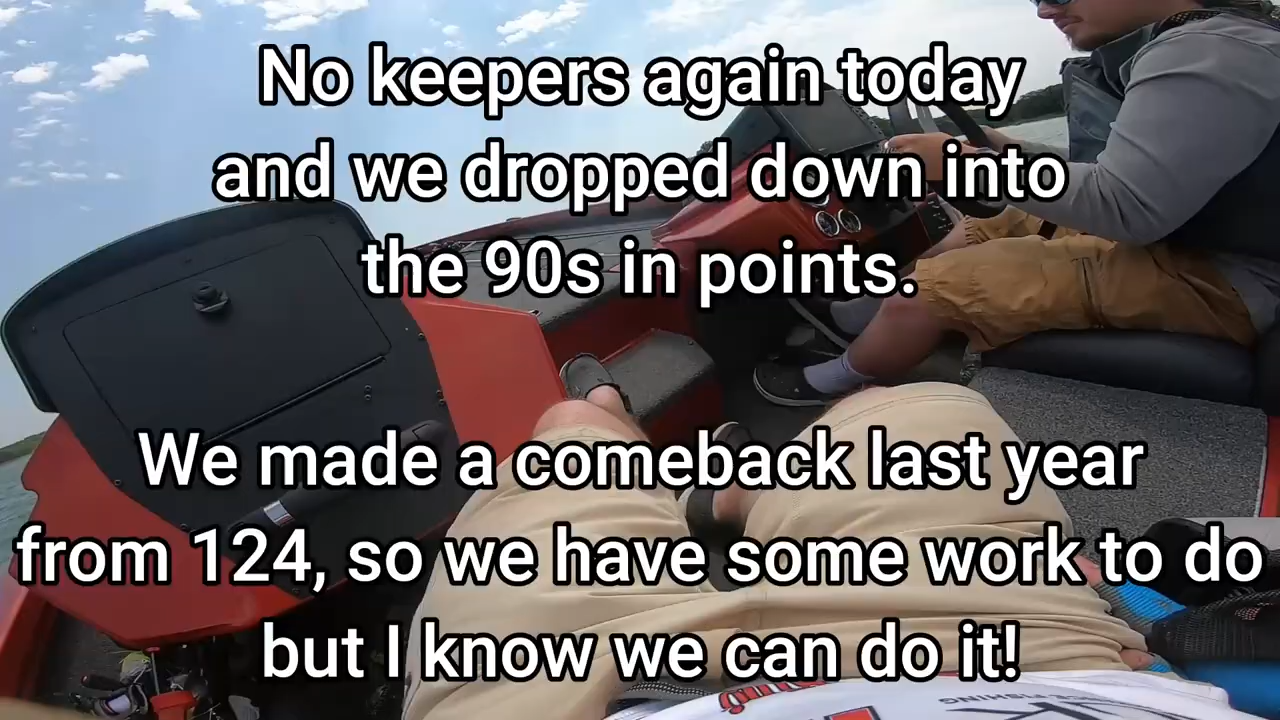 No keepers again today
and we dropped down into
the 90s in points.
We made a comeback last year
from 124, so we have some work to do
but I know we can do it!
FISHING